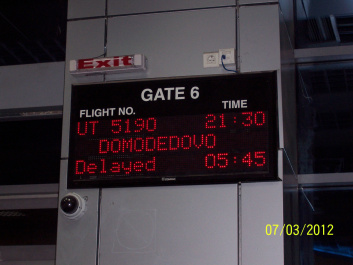 Exit
GATE 6
FLIGHT NO. TIME
UT 5190 21:30
DOMODEDOVO
Delayed 05:45
07/03/2012